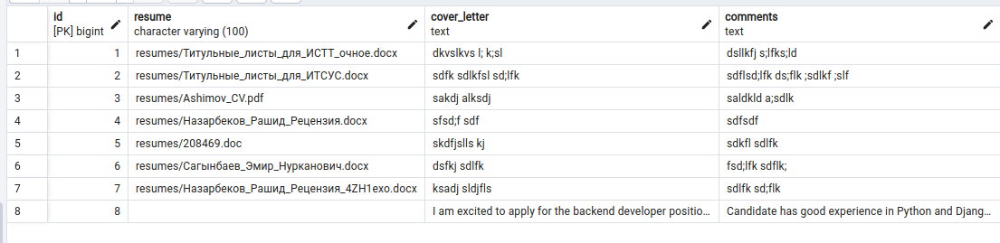 id resume cover_letter comments
[PK] bigint character varying (100) text text
1 1 resumes/Титульные_листы_для_ИСТТ_очное.docx dkvslkvs l; k;sl dsllkfj s;lfks;ld
2 2 resumes/Титульные_листы_для_ИТСУС.docx sdfk sdlkfsl sd;lfk sdflsd;lfk ds;flk ;sdlkf ;slf
3 3 resumes/Ashimov_CV.pdf sakdj alksdj saldkld a;sdlk
4 4 resumes/Назарбеков_Рашид_Рецензия.docx sfsd;f sdf sdfsdf
5 5 resumes/208469.doc skdfjslls kj sdkfl sdlfk
6 6 resumes/Сагынбаев_Эмир_Нурканович.docx dsfkj sdlfk fsd;lfk sdflk;
7 7 resumes/Назарбеков_Рашид_Рецензия_4ZH1exo.docx ksadj sldjfls sdlfk sd;flk
8 8 I am excited to apply for the backend developer positio... Candidate has good experience in Python and Djang...